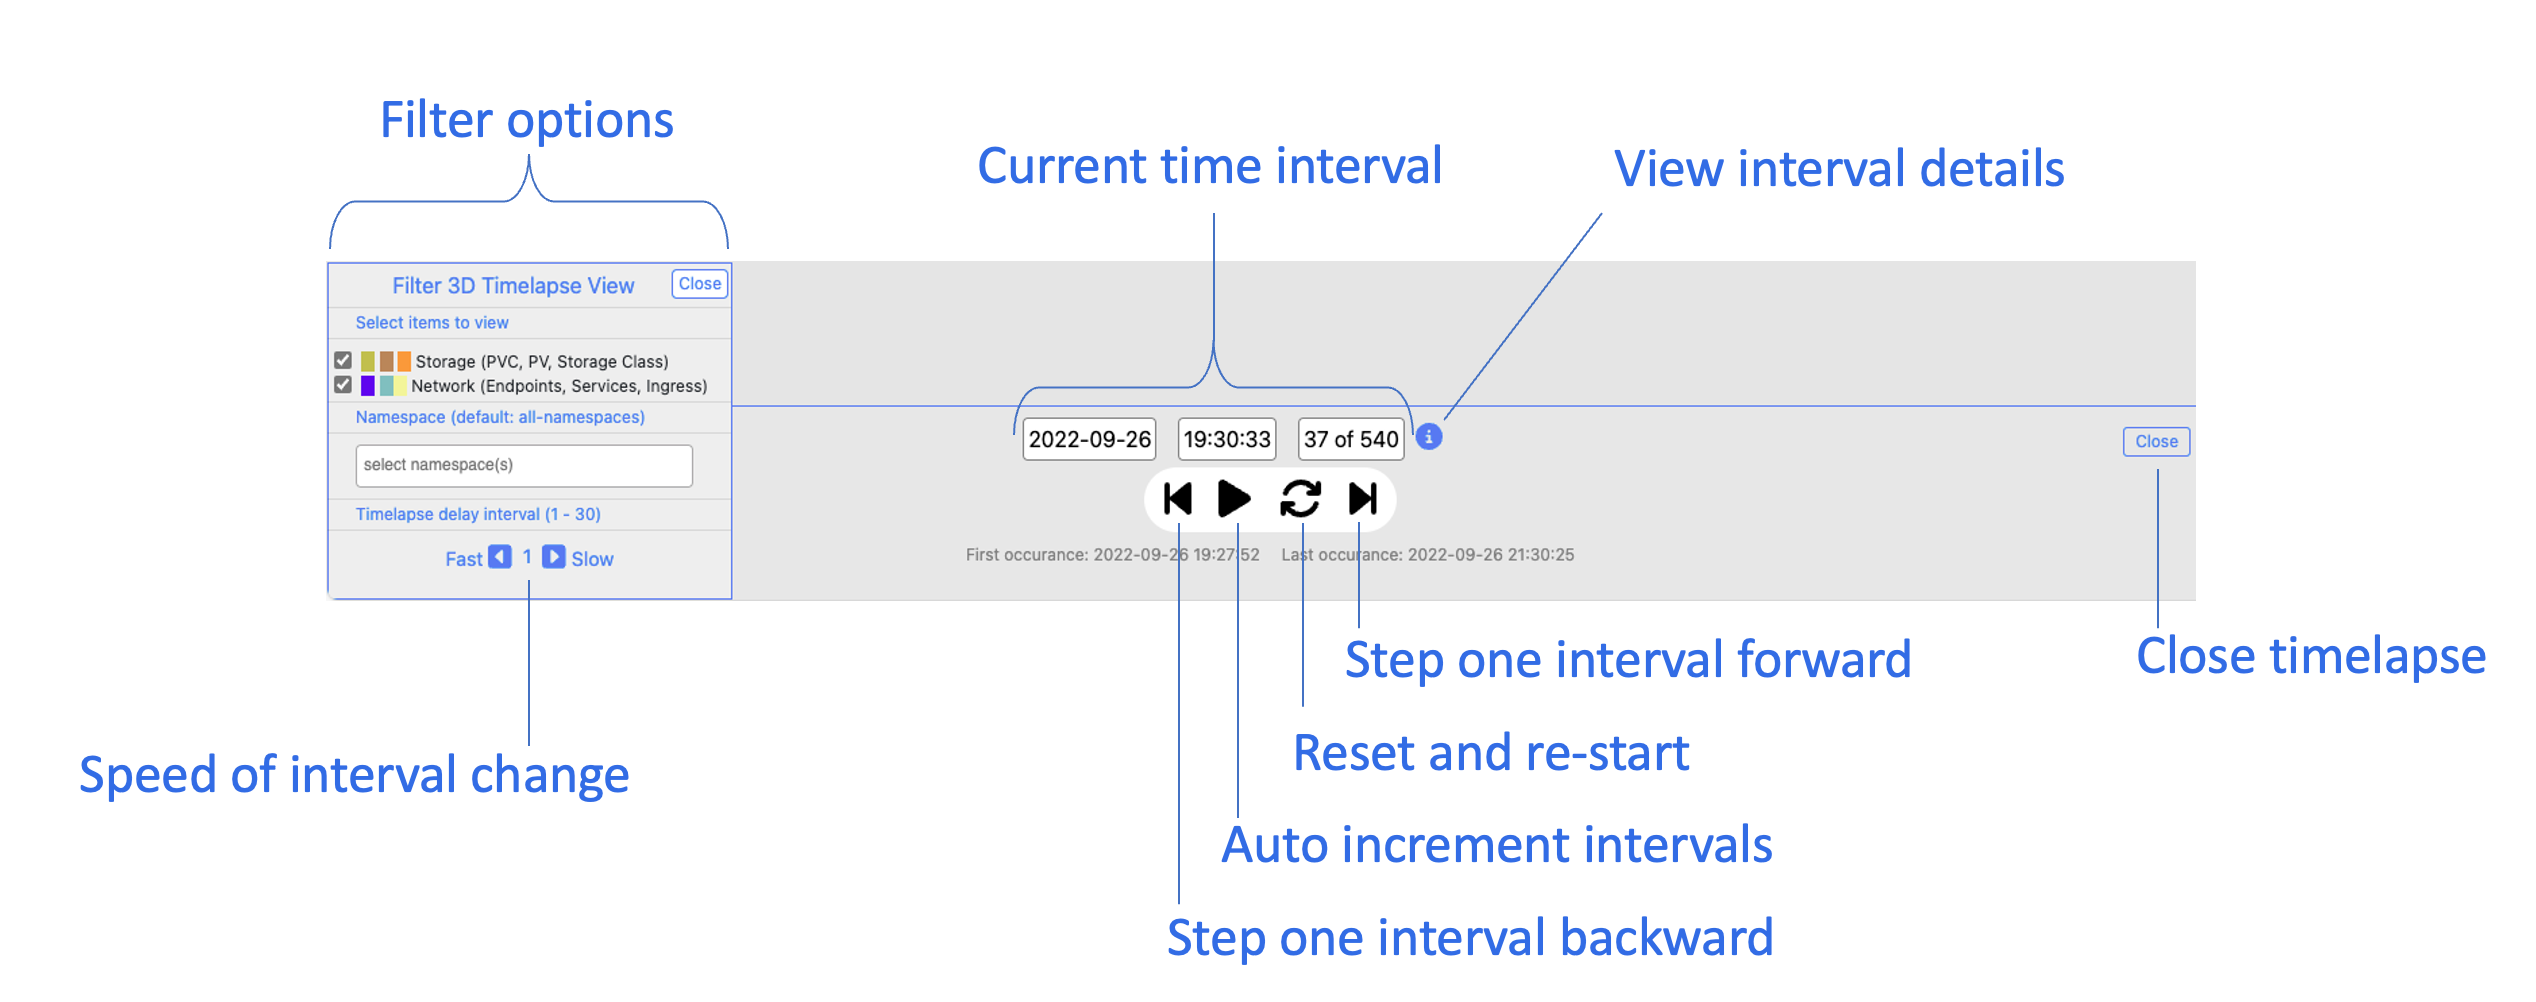 Filter options
Current time interval
View interval details
Filter 3D Timelapse View
Close
Select items to view
Storage (PVC, PV, Storage Class)
Network (Endpoints, Services, Ingress)
Namespace (default: all-namespaces)
select namespace(s)
Timelapse delay interval (1 - 30)
Fast 1 Slow
2022-09-26 19:30:33 37 of 540
Close
First occurance: 2022-09-26 19:27:52 Last occurance: 2022-09-26 21:30:25
Step one interval forward
Close timelapse
Reset and re-start
Speed of interval change
Auto increment intervals
Step one interval backward